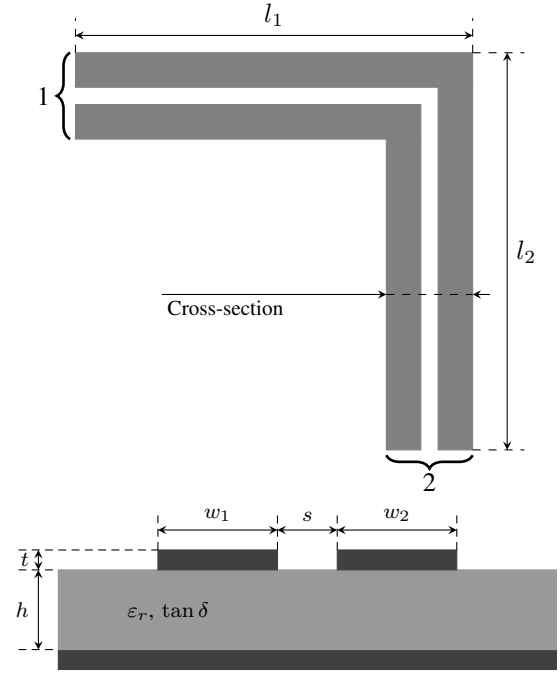 l₁
1
l₂
Cross-section
2
w₁ s w₂
t
h
εᵣ, tan δ